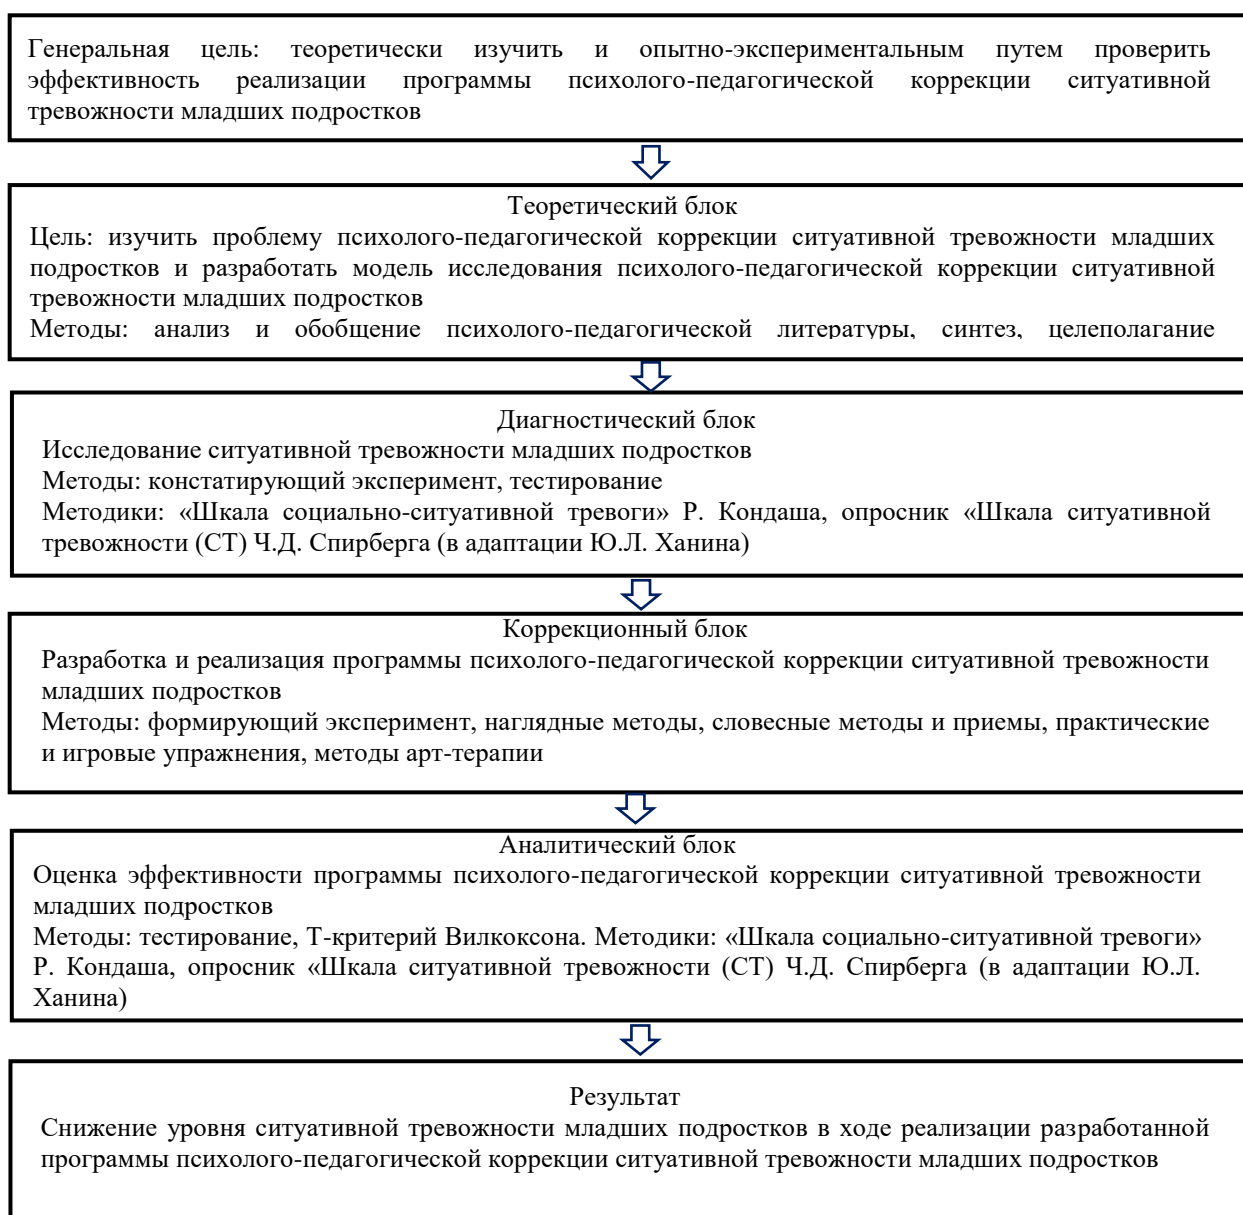 Генеральная цель: теоретически изучить и опытно-экспериментальным путем проверить
эффективность реализации программы психолого-педагогической коррекции ситуативной
тревожности младших подростков
Теоретический блок
Цель: изучить проблему психолого-педагогической коррекции ситуативной тревожности младших
подростков и разработать модель исследования психолого-педагогической коррекции ситуативной
тревожности младших подростков
Методы: анализ и обобщение психолого-педагогической литературы, синтез, целеполагание
Диагностический блок
Исследование ситуативной тревожности младших подростков
Методы: констатирующий эксперимент, тестирование
Методики: «Шкала социально-ситуативной тревоги» Р. Кондаша, опросник «Шкала ситуативной
тревожности (СТ) Ч.Д. Спирберга (в адаптации Ю.Л. Ханина)
Коррекционный блок
Разработка и реализация программы психолого-педагогической коррекции ситуативной тревожности
младших подростков
Методы: формирующий эксперимент, наглядные методы, словесные методы и приемы, практические
и игровые упражнения, методы арт-терапии
Аналитический блок
Оценка эффективности программы психолого-педагогической коррекции ситуативной тревожности
младших подростков
Методы: тестирование, Т-критерий Вилкоксона. Методики: «Шкала социально-ситуативной тревоги»
Р. Кондаша, опросник «Шкала ситуативной тревожности (СТ) Ч.Д. Спирберга (в адаптации Ю.Л.
Ханина)
Результат
Снижение уровня ситуативной тревожности младших подростков в ходе реализации разработанной
программы психолого-педагогической коррекции ситуативной тревожности младших подростков